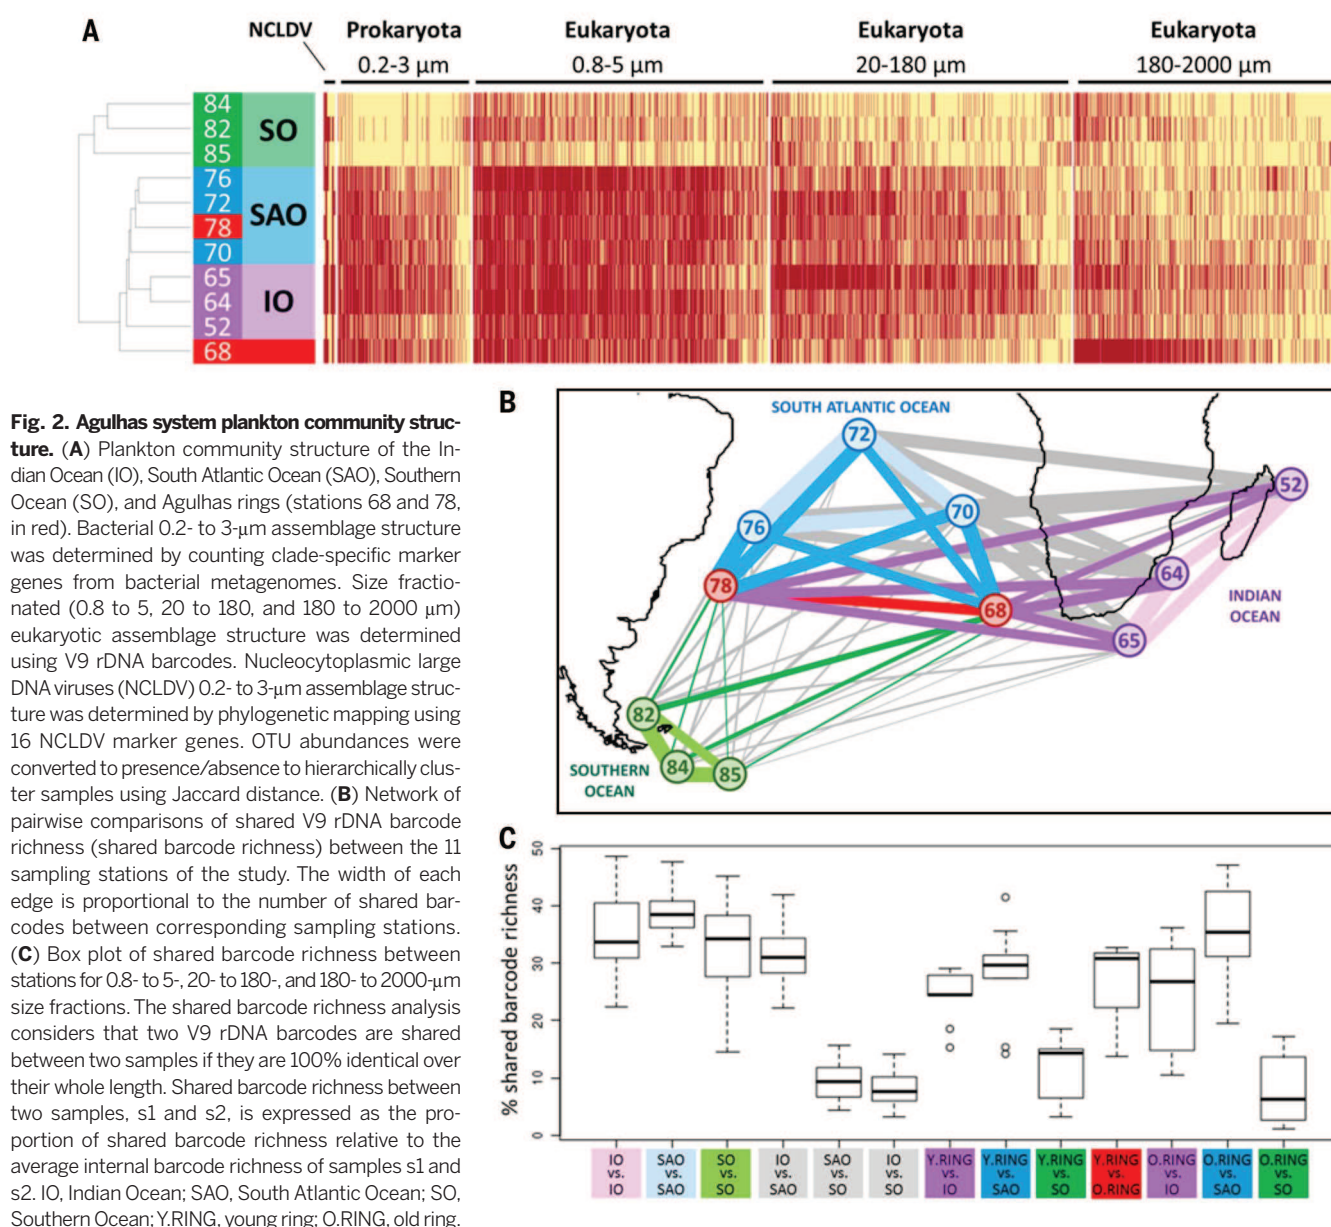 A
NCLDV
Prokaryota
Eukaryota
Eukaryota
Eukaryota
0.2-3 μm
0.8-5 μm
20-180 μm
180-2000 μm
84
82
85
SO
76
72
78
70
SAO
65
64
52
IO
68
Fig. 2. Agulhas system plankton community struc-
ture. (A) Plankton community structure of the In-
dian Ocean (IO), South Atlantic Ocean (SAO), Southern
Ocean (SO), and Agulhas rings (stations 68 and 78,
in red). Bacterial 0.2- to 3-μm assemblage structure
was determined by counting clade-specific marker
genes from bacterial metagenomes. Size fractio-
nated (0.8 to 5, 20 to 180, and 180 to 2000 μm)
eukaryotic assemblage structure was determined
using V9 rDNA barcodes. Nucleocytoplasmic large
DNA viruses (NCLDV) 0.2- to 3-μm assemblage struc-
ture was determined by phylogenetic mapping using
16 NCLDV marker genes. OTU abundances were
converted to presence/absence to hierarchically clus-
ter samples using Jaccard distance. (B) Network of
pairwise comparisons of shared V9 rDNA barcode
richness (shared barcode richness) between the 11
sampling stations of the study. The width of each
edge is proportional to the number of shared bar-
codes between corresponding sampling stations.
(C) Box plot of shared barcode richness between
stations for 0.8- to 5-, 20- to 180-, and 180- to 2000-μm
size fractions. The shared barcode richness analysis
considers that two V9 rDNA barcodes are shared
between two samples if they are 100% identical over
their whole length. Shared barcode richness between
two samples, s1 and s2, is expressed as the pro-
portion of shared barcode richness relative to the
average internal barcode richness of samples s1 and
s2. IO, Indian Ocean; SAO, South Atlantic Ocean; SO,
Southern Ocean; Y.RING, young ring; O.RING, old ring.
B
SOUTH ATLANTIC OCEAN
72
52
70
76
64
78
68
INDIAN
OCEAN
65
82
84
85
SOUTHERN
OCEAN
C
% shared barcode richness
50
40
30
20
10
0
IO
vs.
IO
SAO
vs.
SAO
SO
vs.
SO
IO
vs.
SAO
SAO
vs.
SO
IO
vs.
SO
Y.RING
vs.
IO
Y.RING
vs.
SAO
Y.RING
vs.
SO
Y.RING
vs.
O.RING
O.RING
vs.
IO
O.RING
vs.
SAO
O.RING
vs.
SO